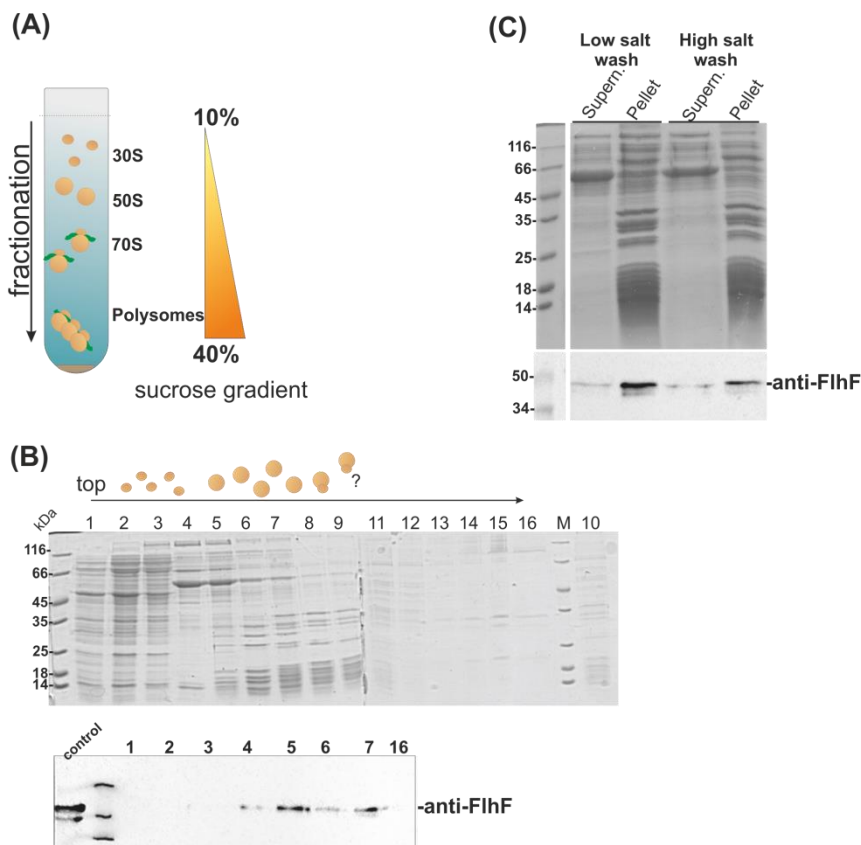 (A)
fractionation
30S
50S
70S
Polysomes
10%
40%
sucrose gradient
(C)
Low salt wash
High salt wash
Supern.
Pellet
Supern.
Pellet
116-
66-
45-
35-
25-
18-
14-
50-
34-
-anti-FlhF
(B)
top
?
kDa
1 2 3 4 5 6 7 8 9 11 12 13 14 15 16 M 10
116-
66-
45-
35-
25-
18-
14-
control
1 2 3 4 5 6 7 16
-anti-FlhF